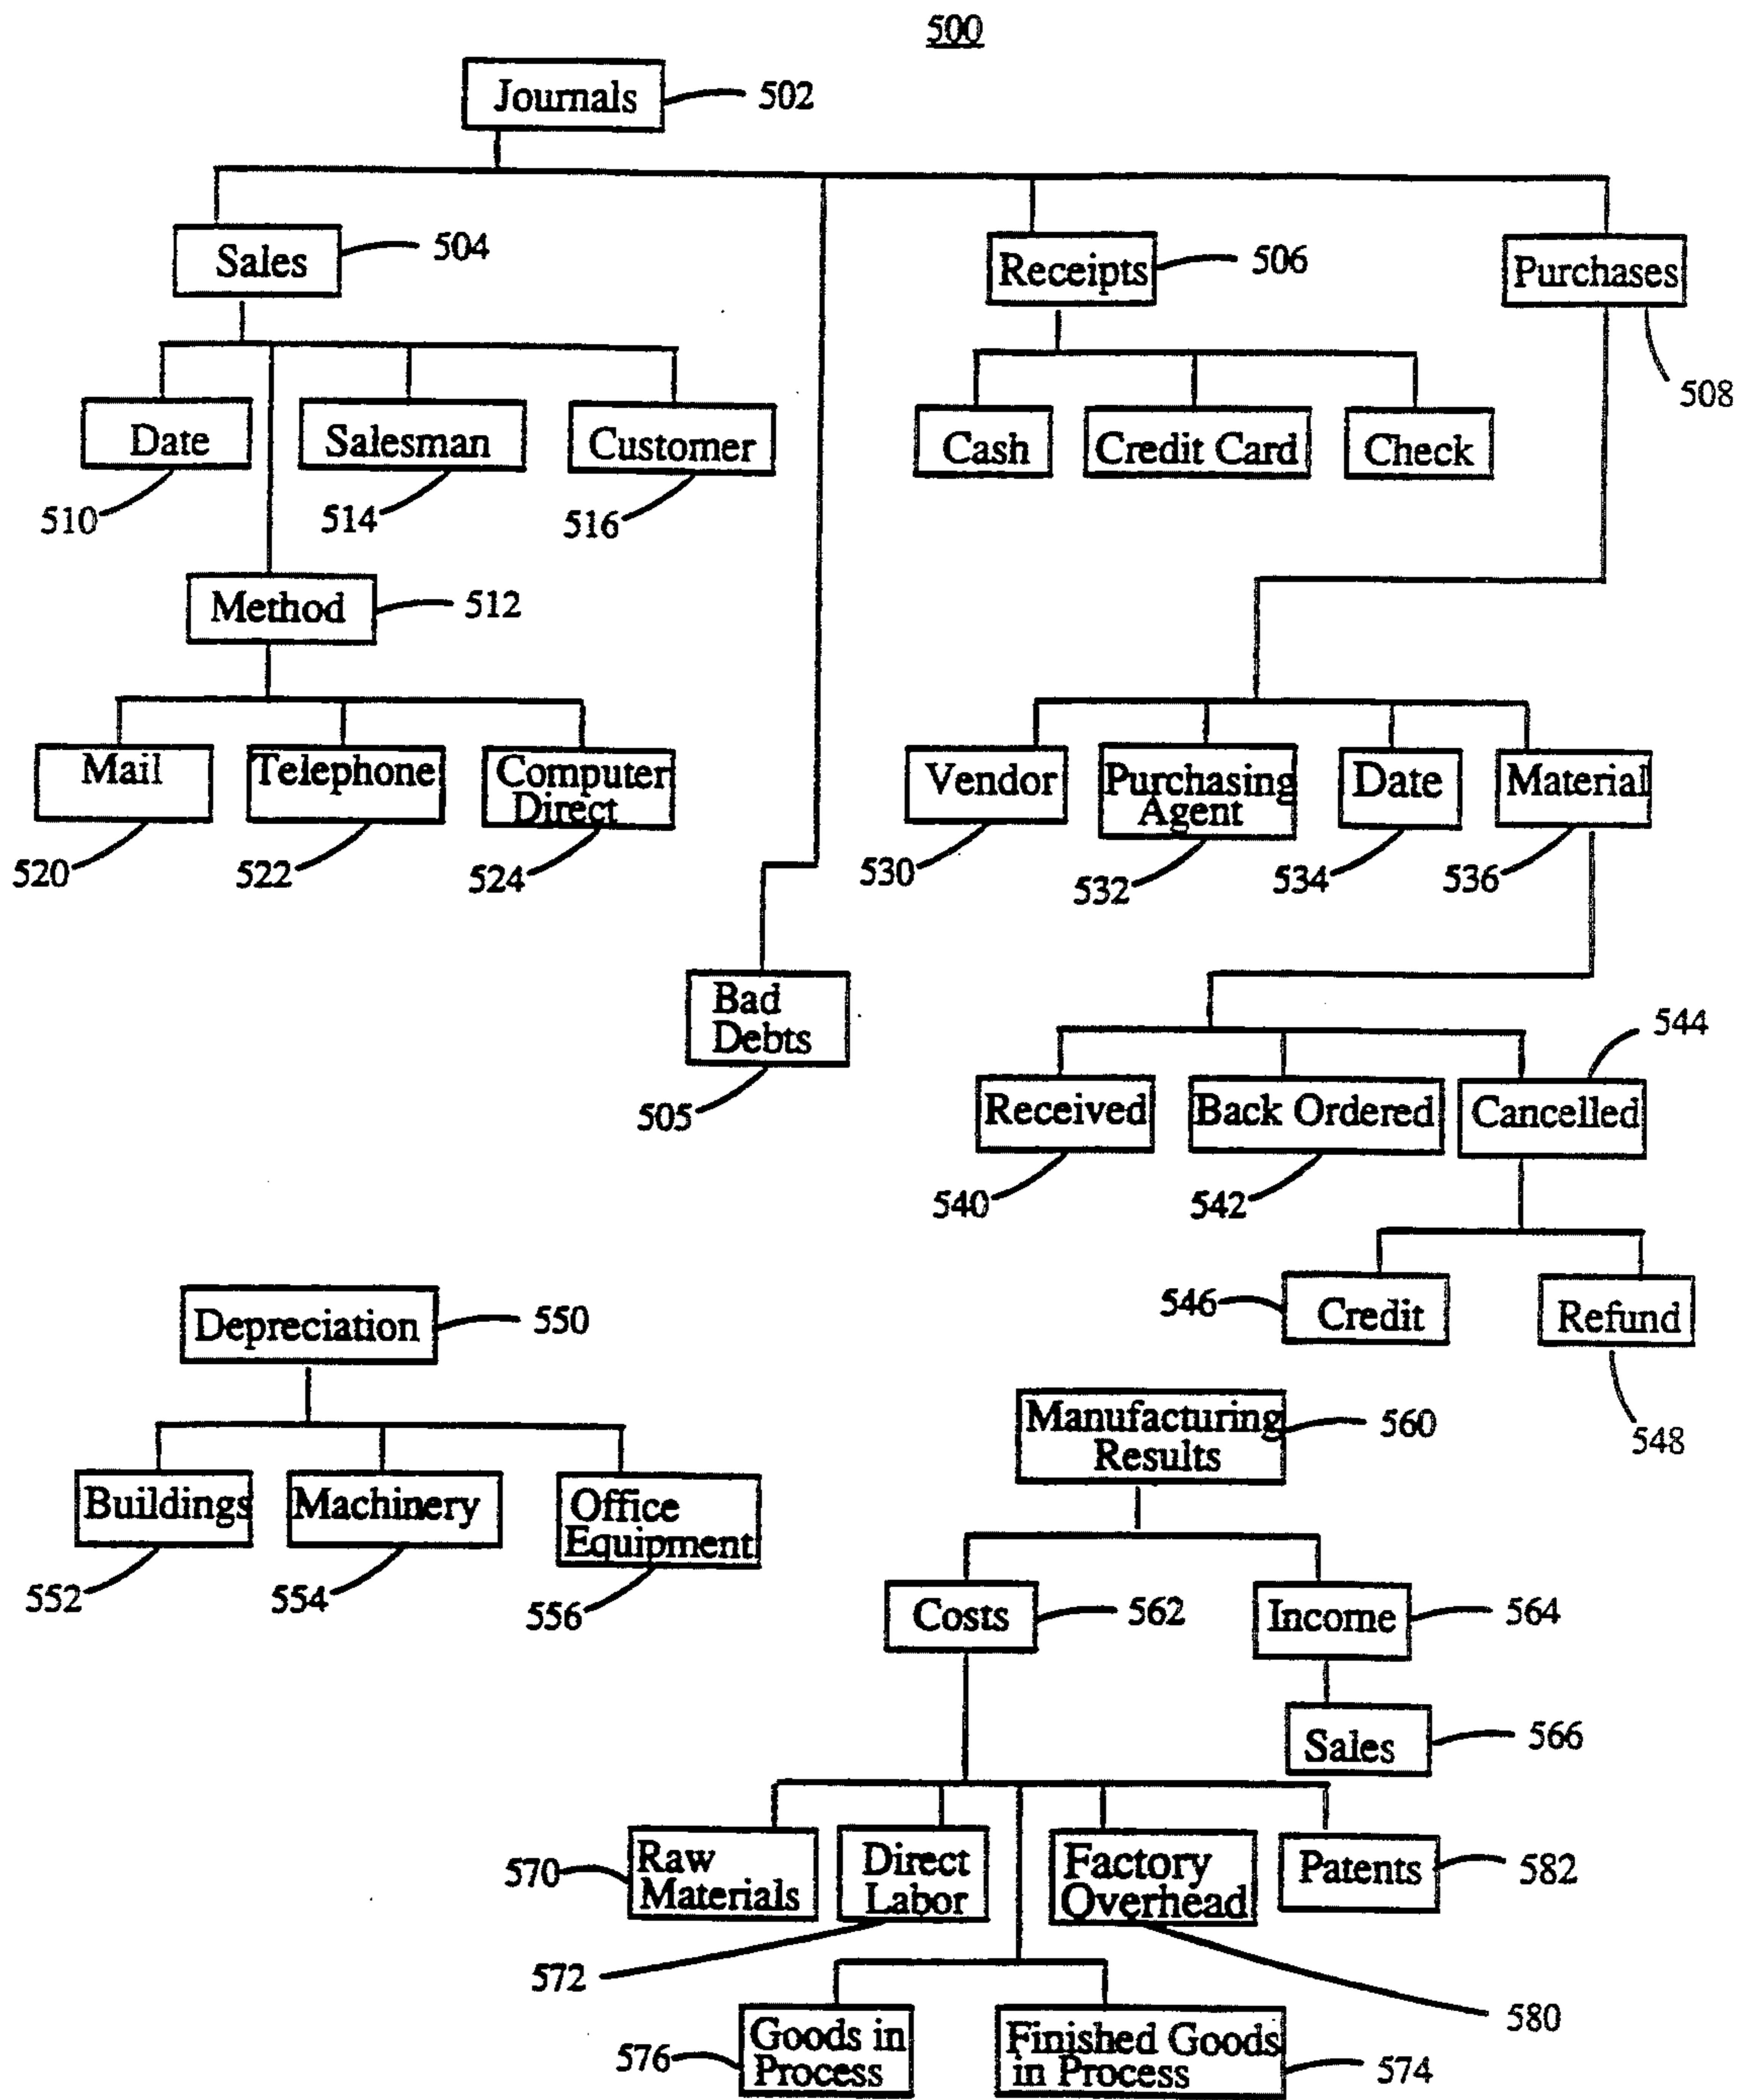 500
Journals
502
Sales
504
Receipts
506
Purchases
508
Date
Salesman
Customer
Cash
Credit Card
Check
510
514
516
Method
512
Mail
Telephone
Computer
Direct
Vendor
Purchasing
Agent
Date
Material
520
522
524
530
532
534
536
Bad
Debts
505
544
Received
Back Ordered
Cancelled
540
542
Depreciation
550
546
Credit
Refund
548
Manufacturing
Results
560
Buildings
Machinery
Office
Equipment
552
554
556
Costs
562
Income
564
Sales
566
570
Raw
Materials
Direct
Labor
Factory
Overhead
Patents
582
572
580
576
Goods in
Process
Finished Goods
in Process
574